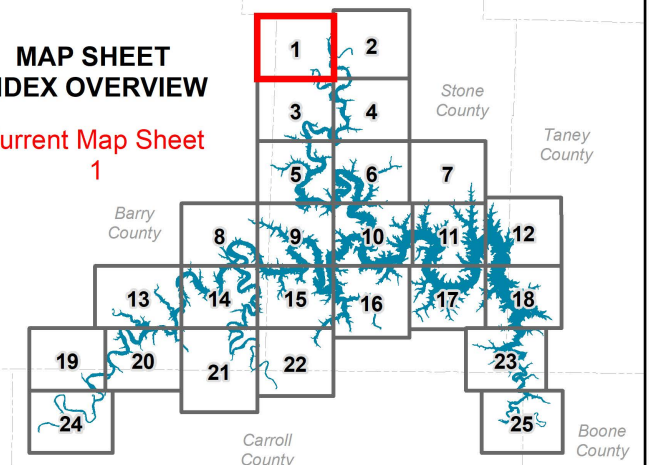 MAP SHEET
NDEX OVERVIEW
urrent Map Sheet
1
1
2
Stone
County
3
4
Taney
County
5
6
7
Barry
County
8
9
10
11
12
13
14
15
16
17
18
19
20
21
22
23
24
25
Carroll
County
Boone
County